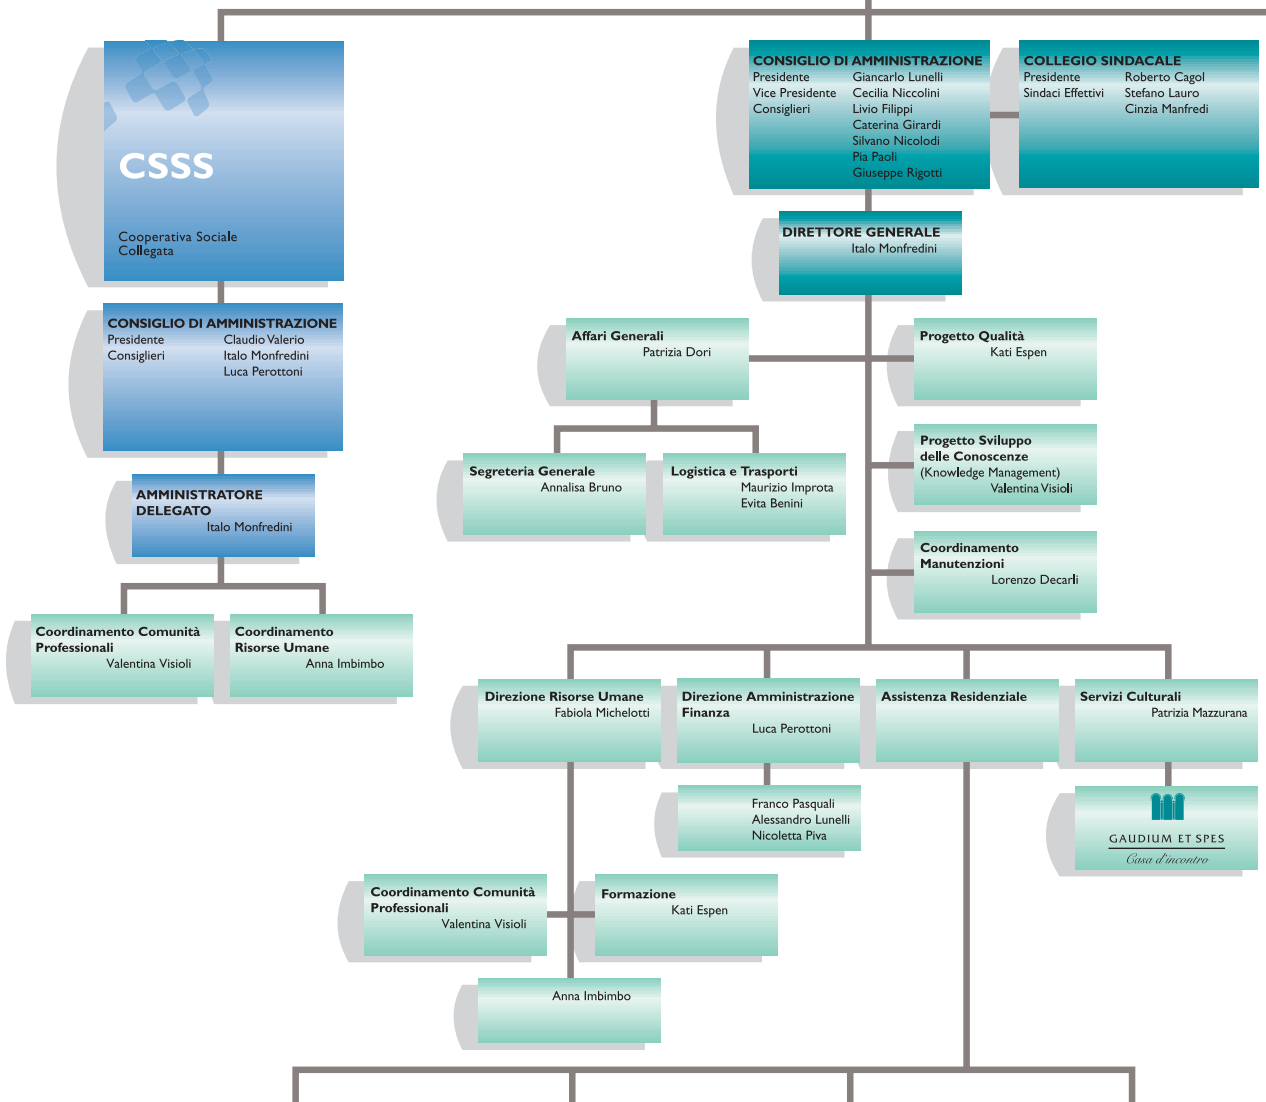 CSSS
Cooperativa Sociale
Collegata
CONSIGLIO DI AMMINISTRAZIONE
Presidente Claudio Valerio
Consiglieri Italo Monfredini
Luca Perottoni
AMMINISTRATORE
DELEGATO
Italo Monfredini
Coordinamento Comunità
Professionali
Valentina Visioli
Coordinamento
Risorse Umane
Anna Imbimbo
CONSIGLIO DI AMMINISTRAZIONE
Presidente Giancarlo Lunelli
Vice Presidente Cecilia Niccolini
Consiglieri Livio Filippi
Caterina Girardi
Silvano Nicolodi
Pia Paoli
Giuseppe Rigotti
COLLEGIO SINDACALE
Presidente Roberto Cagol
Sindaci Effettivi Stefano Lauro
Cinzia Manfredi
DIRETTORE GENERALE
Italo Monfredini
Affari Generali
Patrizia Dori
Progetto Qualità
Kati Espen
Segreteria Generale
Annalisa Bruno
Logistica e Trasporti
Maurizio Improta
Evita Benini
Progetto Sviluppo
delle Conoscenze
(Knowledge Management)
Valentina Visioli
Coordinamento
Manutenzioni
Lorenzo Decarli
Direzione Risorse Umane
Fabiola Michelotti
Direzione Amministrazione
Finanza
Luca Perottoni
Assistenza Residenziale
Servizi Culturali
Patrizia Mazzurana
Franco Pasquali
Alessandro Lunelli
Nicoletta Piva
GAUDIUM ET SPES
Casa d'incontro
Coordinamento Comunità
Professionali
Valentina Visioli
Formazione
Kati Espen
Anna Imbimbo